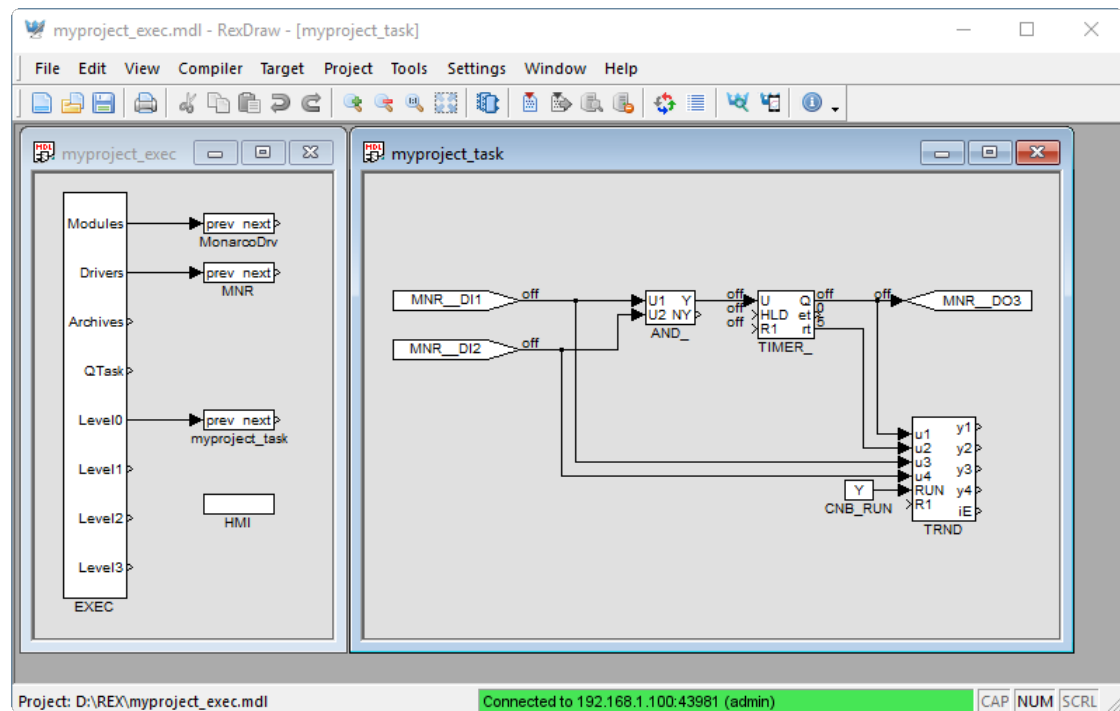 myproject_exec.mdl - RexDraw - [myproject_task]
File Edit View Compiler Target Project Tools Settings Window Help
myproject_exec
Modules
prev next
MonarcoDrv
Drivers
prev next
MNR
Archives
QTask
Level0
prev next
myproject_task
Level1
Level2
HMI
Level3
EXEC
myproject_task
MNR__DI1 off
MNR__DI2 off
U1 Y
U2 NY
AND_
off
off
off
U Q
HLD et
R1 rt
TIMER_
off
0
5
off
MNR__DO3
u1 y1
u2 y2
u3 y3
u4 y4
RUN iE
R1
TRND
Y
CNB_RUN
Project: D:\REX\myproject_exec.mdl Connected to 192.168.1.100:43981 (admin) CAP NUM SCRL